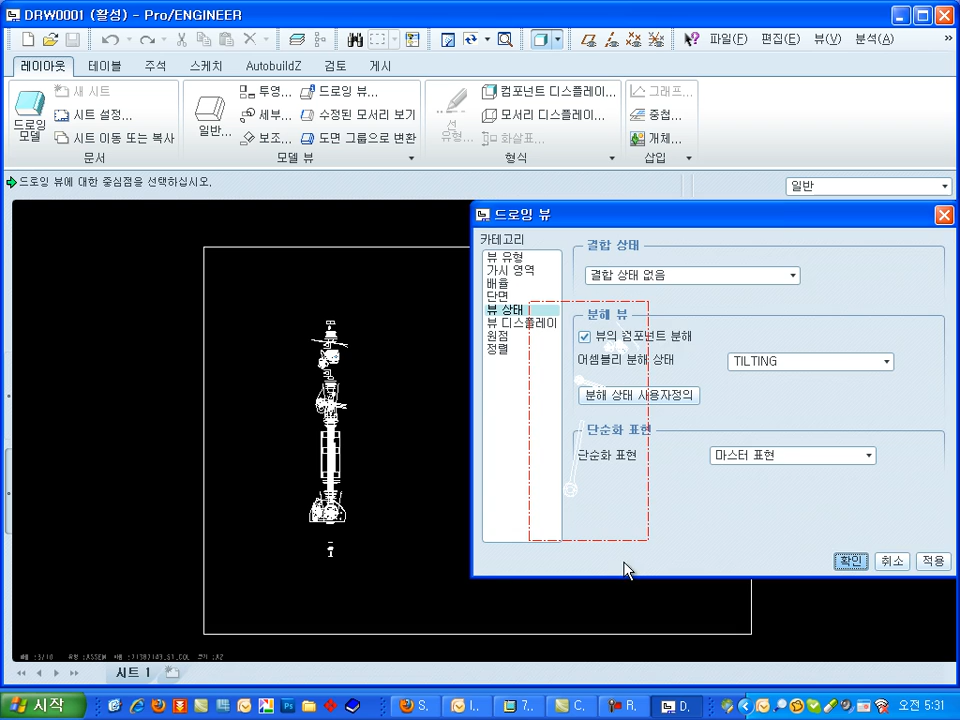 DRW0001 (활성) - Pro/ENGINEER
파일(F) 편집(E) 뷰(V) 분석(A)
레이아웃 테이블 주석 스케치 AutobuildZ 검토 게시
드로잉 모델
새 시트
시트 설정...
시트 이동 또는 복사
문서
일반...
투영...
세부...
보조...
드로잉 뷰...
수정된 모서리 보기
도면 그룹으로 변환
모델 뷰
선 유형...
컴포넌트 디스플레이...
모서리 디스플레이...
화살표...
형식
그래프...
중첩...
개체...
삽입
드로잉 뷰에 대한 중심점을 선택하십시오.
일반
드로잉 뷰
카테고리
뷰 유형
가시 영역
배율
단면
뷰 상태
뷰 디스플레이
원점
정렬
결합 상태
결합 상태 없음
분해 뷰
뷰의 컴포넌트 분해
어셈블리 분해 상태 TILTING
분해 상태 사용자정의
단순화 표현
단순화 표현 마스터 표현
확인 취소 적용
시트 1
시작 S. I.. 7.. C. R. D. 오전 5:31